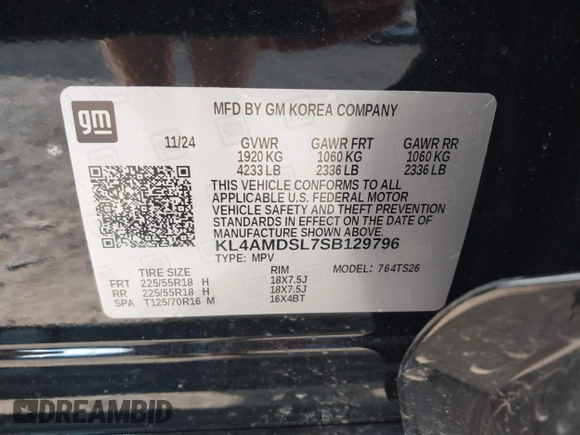 gm
MFD BY GM KOREA COMPANY
11/24 GVWR GAWR FRT GAWR RR
1920 KG 1060 KG 1060 KG
4233 LB 2336 LB 2336 LB
THIS VEHICLE CONFORMS TO ALL
APPLICABLE U.S. FEDERAL MOTOR
VEHICLE SAFETY AND THEFT PREVENTION
STANDARDS IN EFFECT ON THE DATE OF
MANUFACTURE SHOWN ABOVE.
KL4AMDSL7SB129796
TYPE: MPV MODEL: 764TS26
TIRE SIZE RIM
FRT 225/55R18 H 18X7.5J
RR 225/55R18 H 18X7.5J
SPA T125/70R16 M 16X4BT
DREAMBID